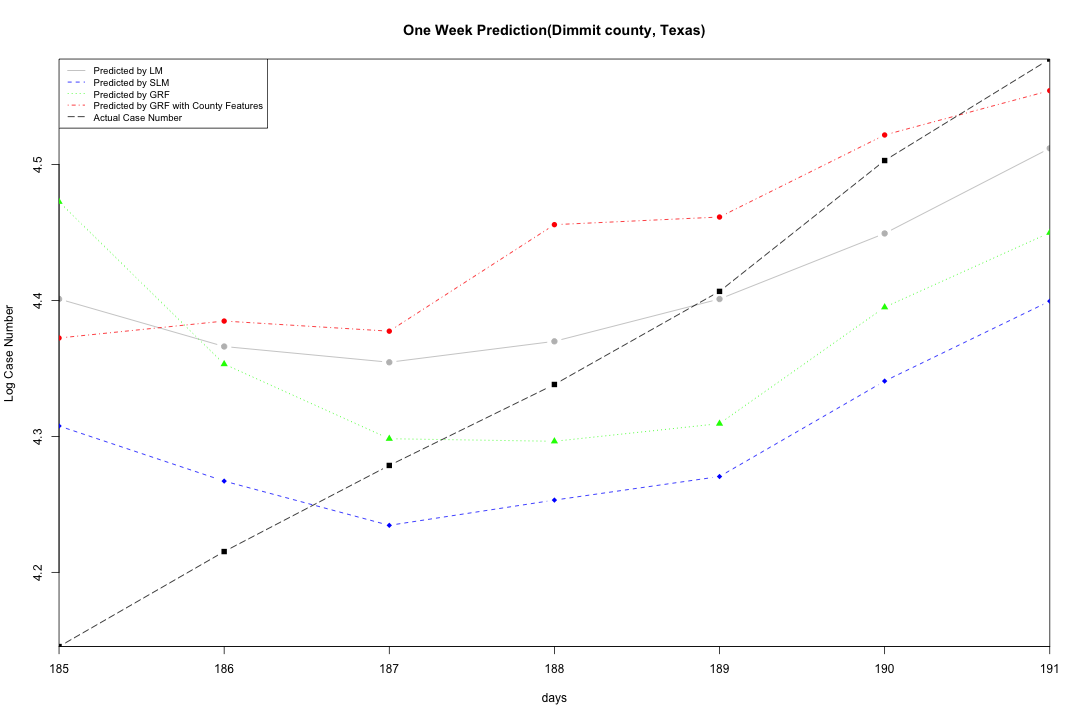 One Week Prediction(Dimmit county, Texas)
Predicted by LM
Predicted by SLM
Predicted by GRF
Predicted by GRF with County Features
Actual Case Number
Log Case Number
4.5
4.4
4.3
4.2
185 186 187 188 189 190 191
days